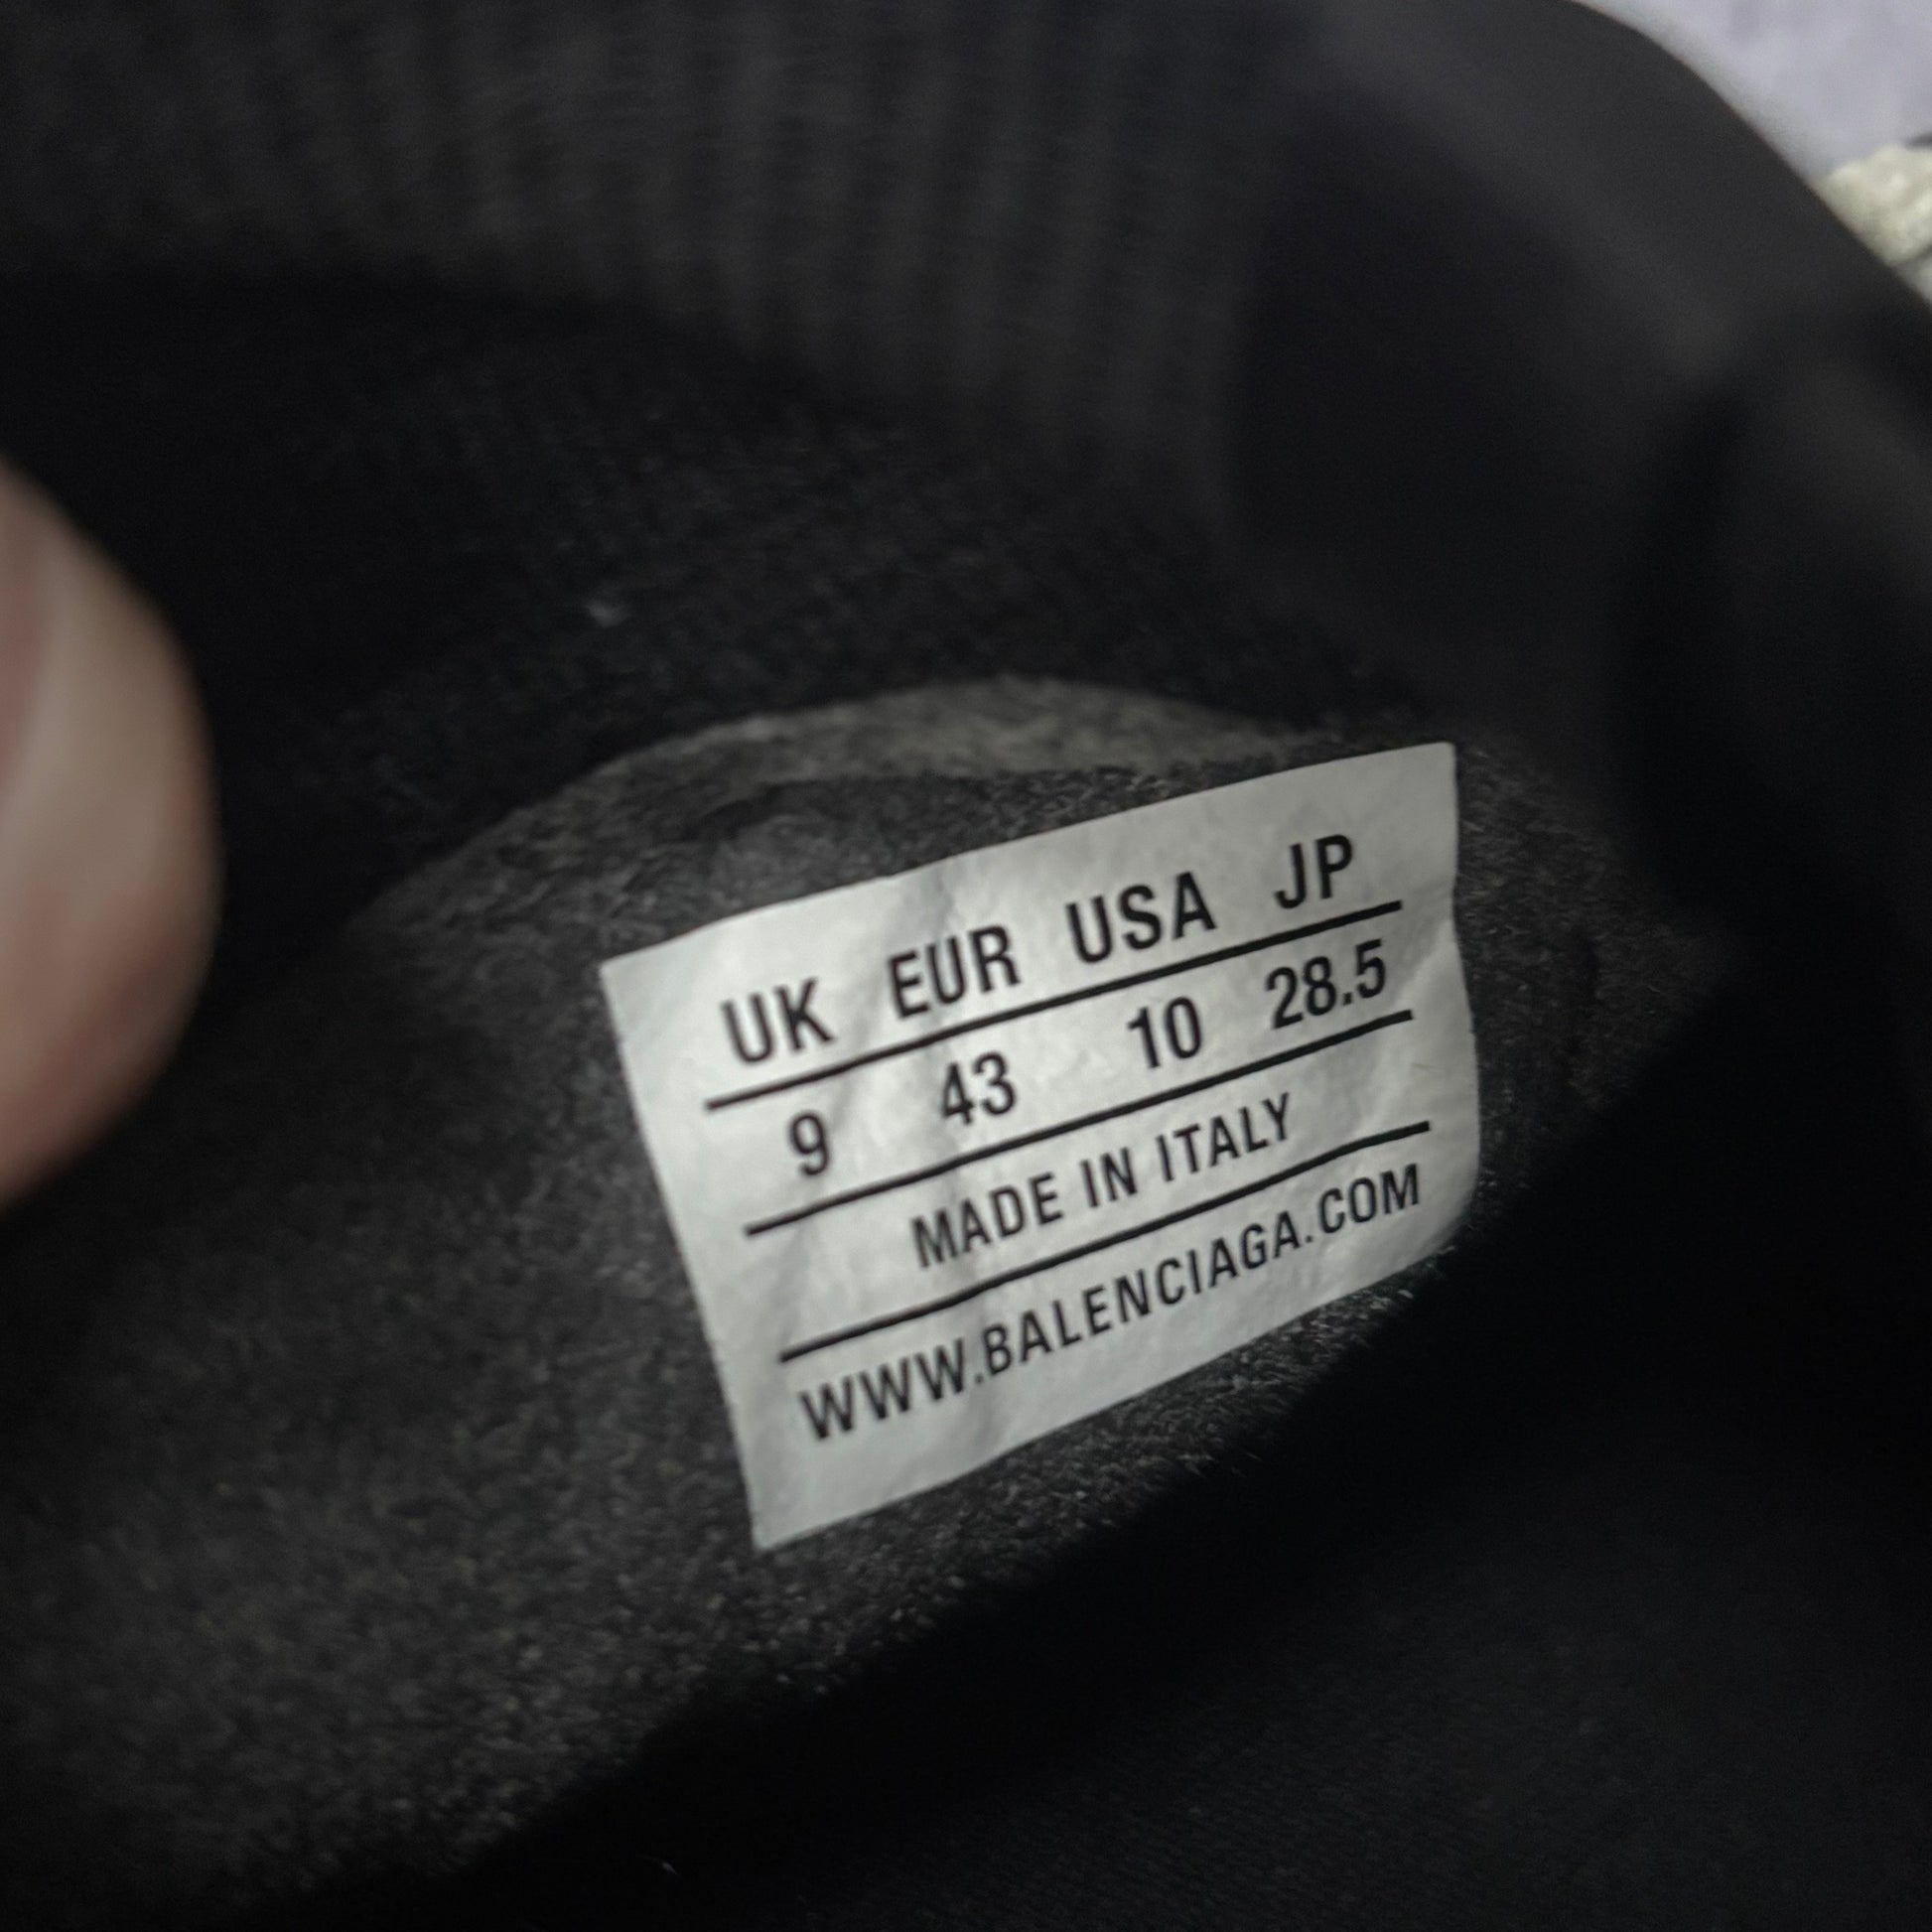 UK EUR USA JP
9 43 10 28.5
MADE IN ITALY
WWW.BALENCIAGA.COM